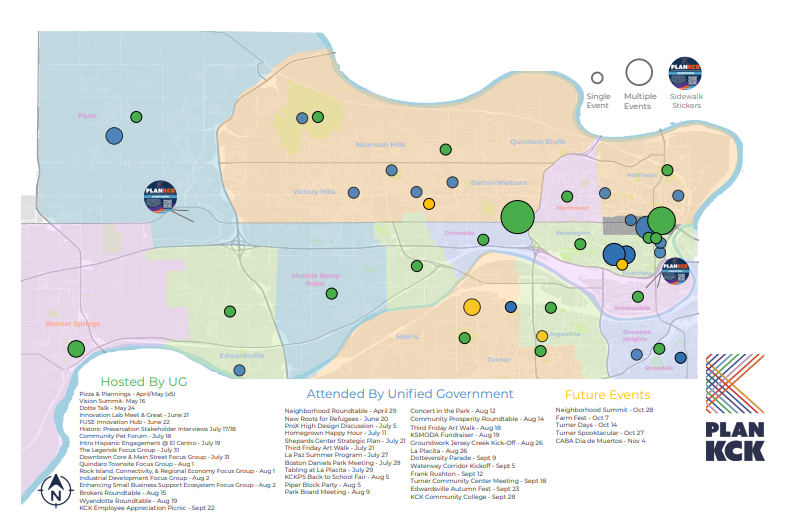 Single
Event
Multiple
Events
Sidewalk
Stickers
PLANKCK
Piper
Nearman Hills
Quindaro Bluffs
Victory Hills
Bethel-Welborn
Northeast
PLANKCK
Northwest
Coronado
Kensington
Riverview
PLANKCK
Muncie Stony
Point
Armourdale
Bonner Springs
Edwardsville
Morris
Turner
Argentine
Shawnee
Heights
Rosedale
Hosted By UG
Pizza & Plannings - April/May (x5)
Vision Summit- May 16
Dotte Talk - May 24
Innovation Lab Meet & Great - June 21
FUSE Innovation Hub - June 22
Historic Preservation Stakeholder Interviews July 17/18
Community Pet Forum - July 18
Intro Hispanic Engagement @ El Centro - July 19
The Legends Focus Group - July 31
Downtown Core & Main Street Focus Group - July 31
Quindaro Townsite Focus Group - Aug 1
Rock Island, Connectivity, & Regional Economy Focus Group - Aug 1
Industrial Development Focus Group - Aug 2
Enhancing Small Business Support Ecosystem Focus Group - Aug 2
Brokers Roundtable - Aug 15
Wyandotte Roundtable - Aug 19
KCK Employee Appreciation Picnic - Sept 22
Attended By Unified Government
Neighborhood Roundtable - April 29
New Roots for Refugees - June 20
ProX High Design Discussion - July 5
Homegrown Happy Hour - July 11
Shepards Center Strategic Plan - July 21
Third Friday Art Walk - July 21
La Paz Summer Program - July 27
Boston Daniels Park Meeting - July 29
Tabling at La Placita - July 29
KCKPS Back to School Fair - Aug 5
Piper Block Party - Aug 5
Park Board Meeting - Aug 9
Concert in the Park - Aug 12
Community Prosperity Roundtable - Aug 14
Third Friday Art Walk - Aug 18
KSMODA Fundraiser - Aug 19
Groundwork Jersey Creek Kick-Off - Aug 26
La Placita - Aug 26
Dotteversity Parade - Sept 9
Waterway Corridor Kickoff - Sept 5
Frank Rushton - Sept 12
Turner Community Center Meeting - Sept 18
Edwardsville Autumn Fest - Sept 23
KCK Community College - Sept 28
Future Events
Neighborhood Summit - Oct 28
Farm Fest - Oct 7
Turner Days - Oct 14
Turner Spooktacular - Oct 27
CABA Dia de Muertos - Nov 4
N
PLAN
KCK